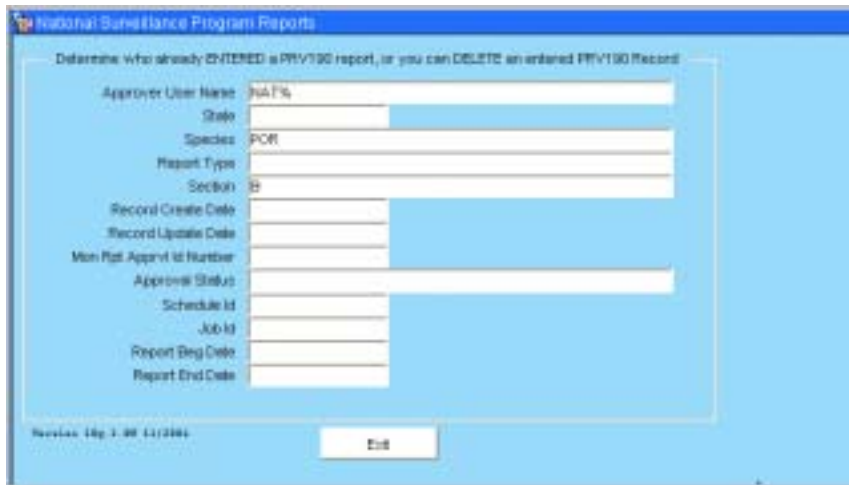 National Surveillance Program Reports
Determine who already ENTERED a PRV190 report, or you can DELETE an entered PRV190 Record
Approver User Name NAT%
State
Species POR
Report Type
Section B
Record Create Date
Record Update Date
Mon Rpt Apprvl Id Number
Approval Status
Schedule Id
Job Id
Report Beg Date
Report End Date
Version 10g
Exit